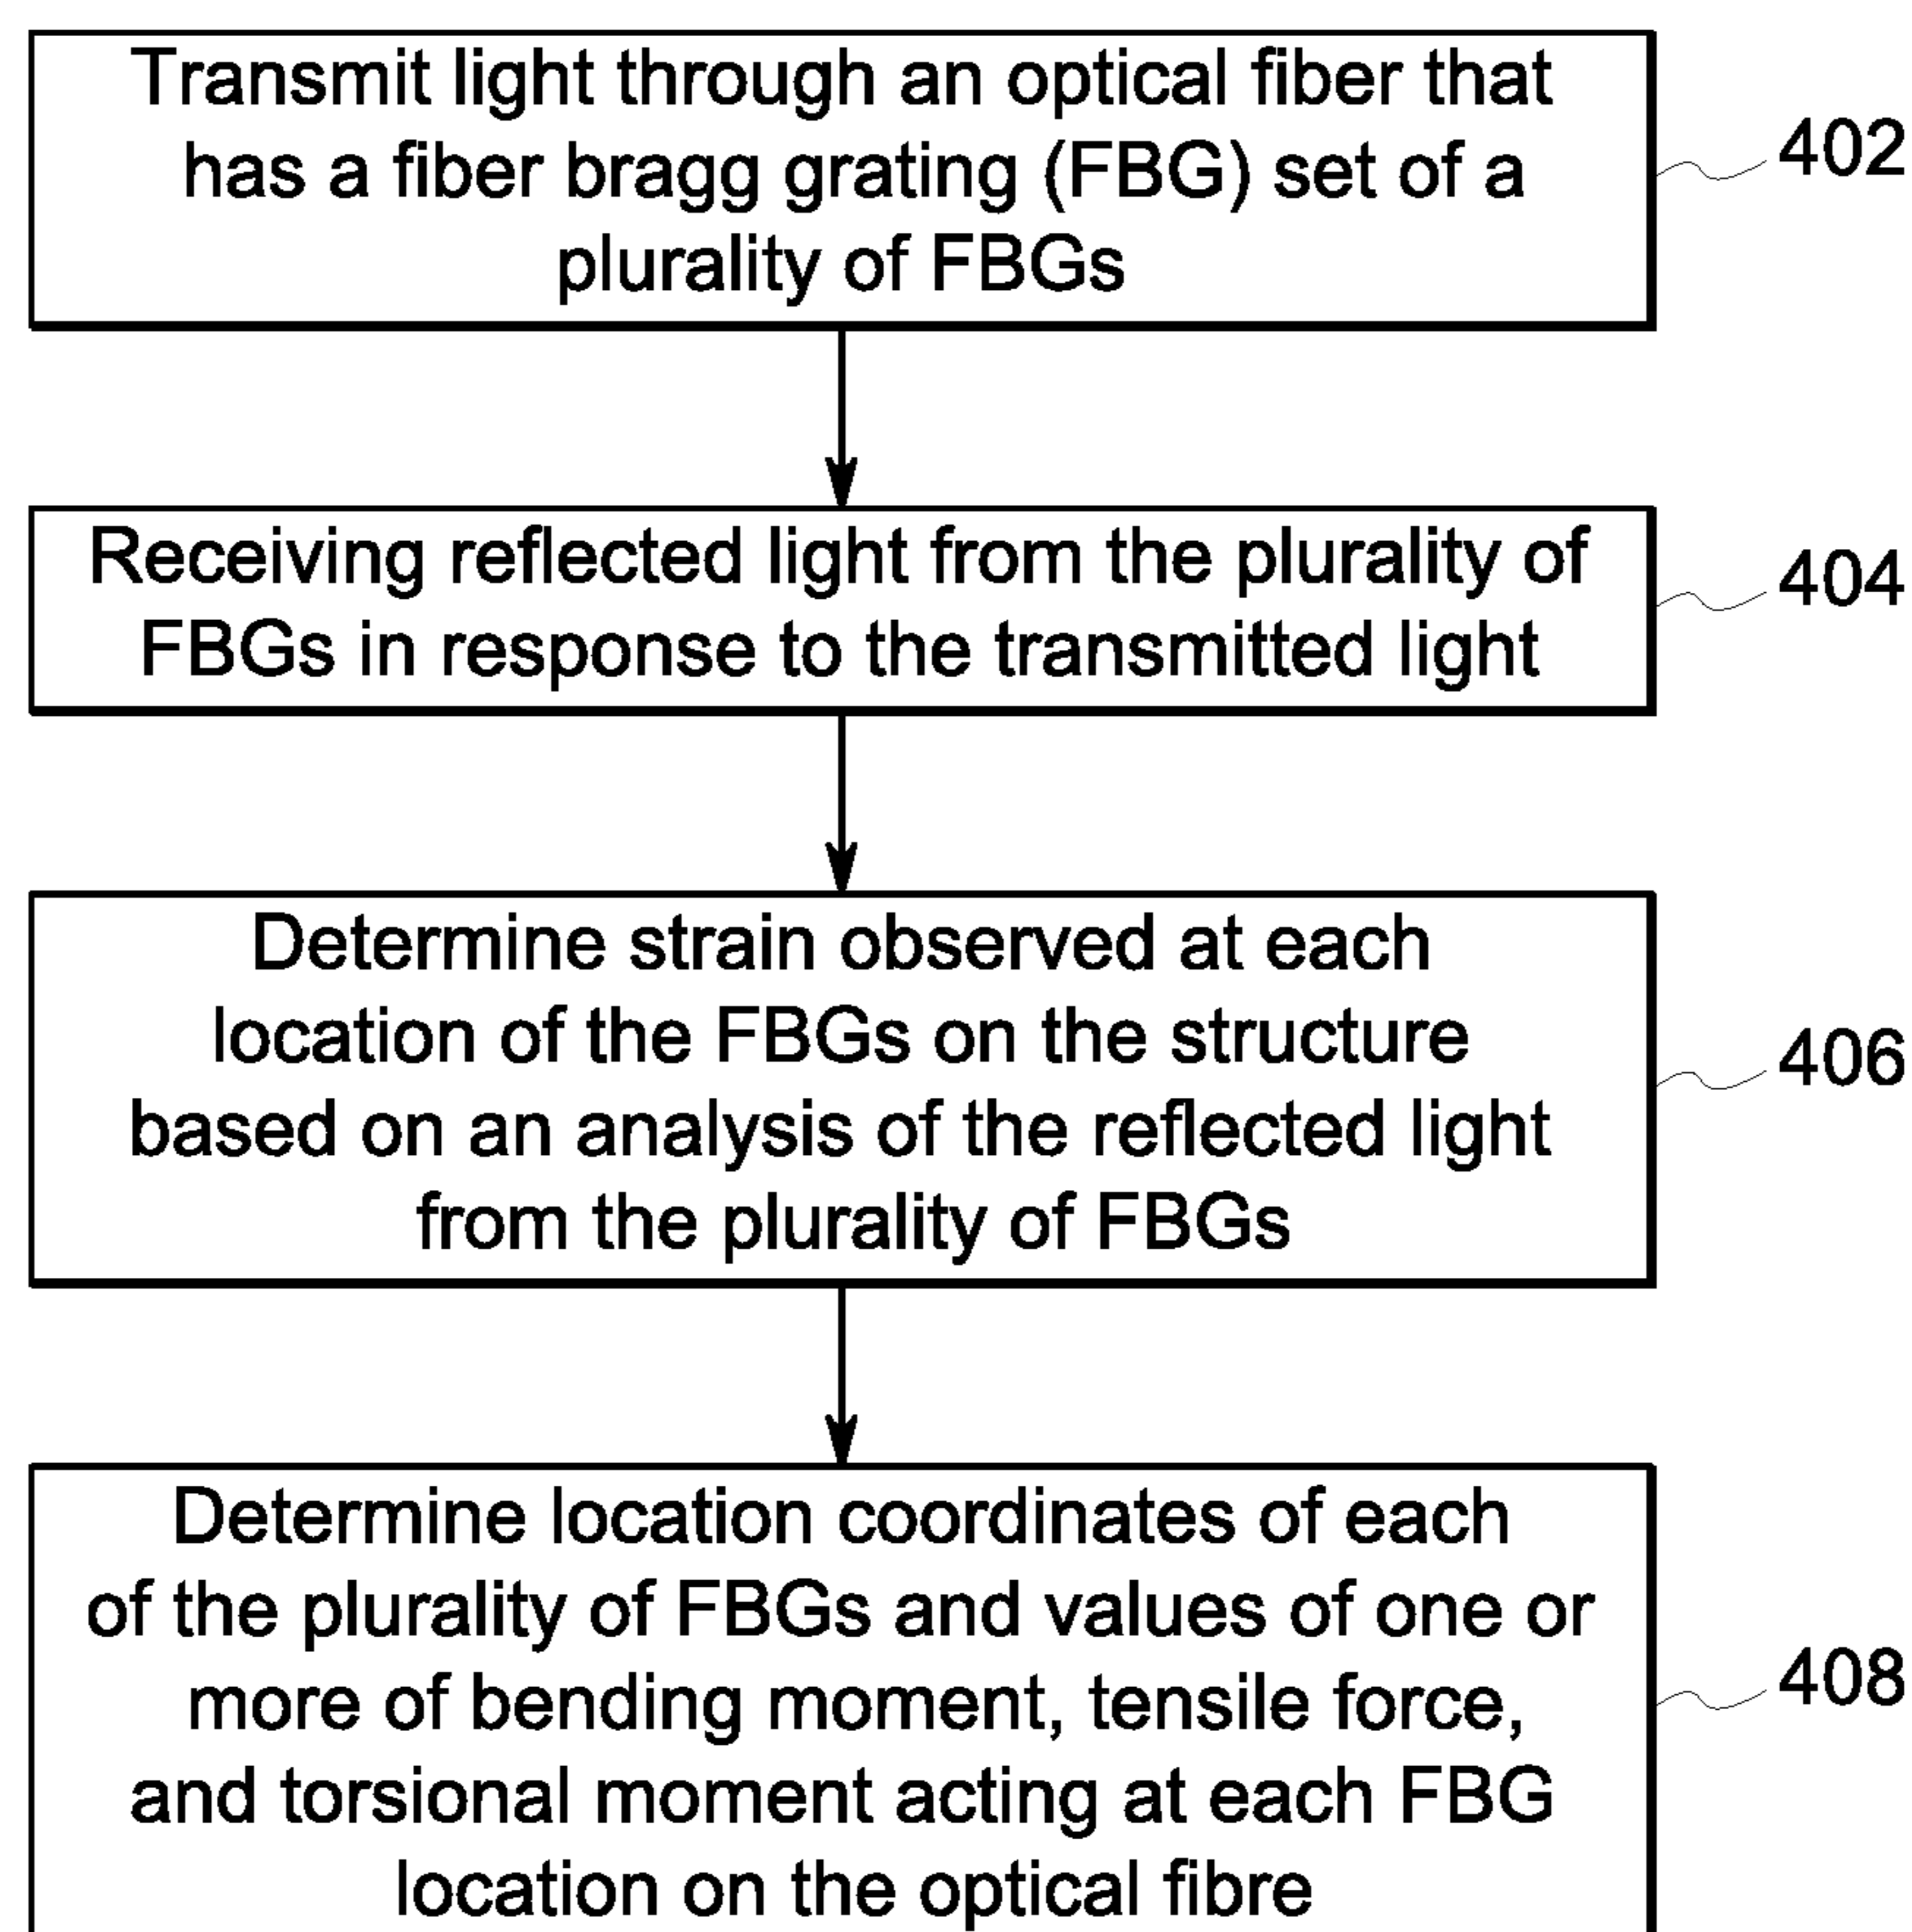 Transmit light through an optical fiber that
has a fiber bragg grating (FBG) set of a
plurality of FBGs
402
Receiving reflected light from the plurality of
FBGs in response to the transmitted light
404
Determine strain observed at each
location of the FBGs on the structure
based on an analysis of the reflected light
from the plurality of FBGs
406
Determine location coordinates of each
of the plurality of FBGs and values of one or
more of bending moment, tensile force,
and torsional moment acting at each FBG
location on the optical fibre
408